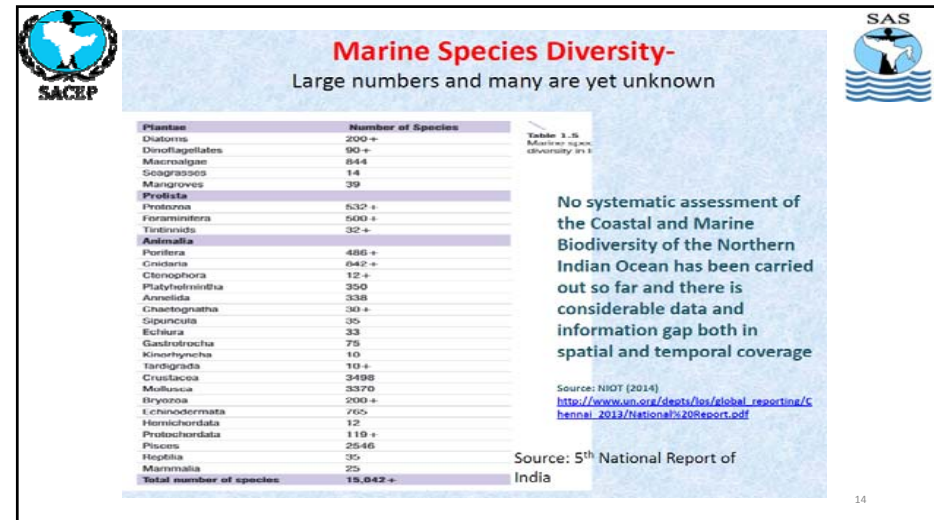 SACEP
SAS
Marine Species Diversity-
Large numbers and many are yet unknown
Plantae Number of Species
Diatoms 200+
Dinoflagellates 90+
Macroalgae 844
Seagrasses 14
Mangroves 39
Protista
Protozoa 532+
Foraminifera 500+
Tintinnids 32+
Animalia
Porifera 486+
Cnidaria 842+
Ctenophora 12+
Platyhelmintha 350
Annelida 338
Chaetognatha 30+
Sipuncula 35
Echiura 33
Gastrotrocha 75
Kinorhyncha 10
Tardigrada 10+
Crustacea 3498
Mollusca 3370
Bryozoa 200+
Echinodermata 765
Hemichordata 12
Protochordata 119+
Pisces 2546
Reptilia 35
Mammalia 25
Total number of species 15,042+
Table 1.5
Marine spec
diversity in I
No systematic assessment of
the Coastal and Marine
Biodiversity of the Northern
Indian Ocean has been carried
out so far and there is
considerable data and
information gap both in
spatial and temporal coverage
Source: NIOT (2014)
http://www.un.org/depts/los/global_reporting/C
hennai_2013/National%20Report.pdf
Source: 5th National Report of
India
14